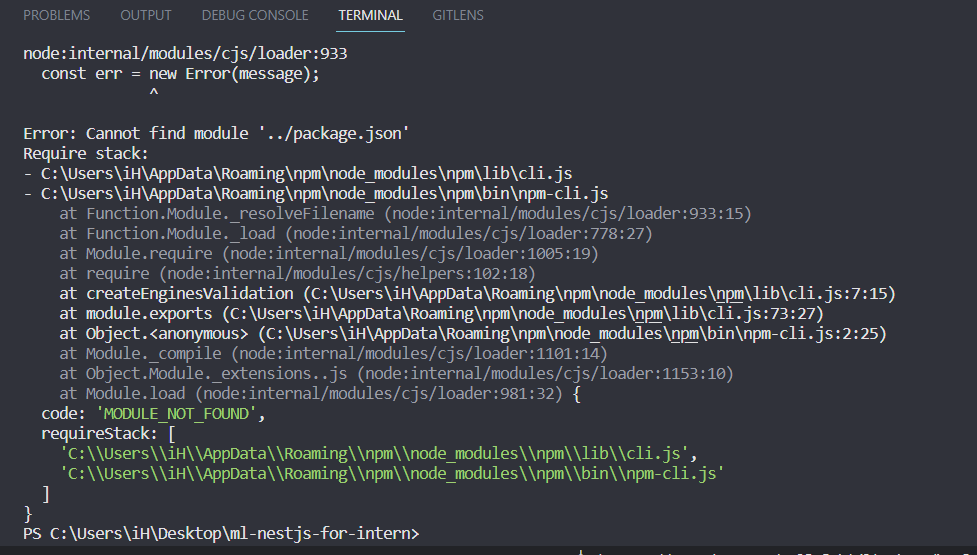 PROBLEMS OUTPUT DEBUG CONSOLE TERMINAL GITLENS
node:internal/modules/cjs/loader:933
  const err = new Error(message);
              ^
Error: Cannot find module '../package.json'
Require stack:
- C:\Users\iH\AppData\Roaming\npm\node_modules\npm\lib\cli.js
- C:\Users\iH\AppData\Roaming\npm\node_modules\npm\bin\npm-cli.js
    at Function.Module._resolveFilename (node:internal/modules/cjs/loader:933:15)
    at Function.Module._load (node:internal/modules/cjs/loader:778:27)
    at Module.require (node:internal/modules/cjs/loader:1005:19)
    at require (node:internal/modules/cjs/helpers:102:18)
    at createEnginesValidation (C:\Users\iH\AppData\Roaming\npm\node_modules\npm\lib\cli.js:7:15)
    at module.exports (C:\Users\iH\AppData\Roaming\npm\node_modules\npm\lib\cli.js:73:27)
    at Object.<anonymous> (C:\Users\iH\AppData\Roaming\npm\node_modules\npm\bin\npm-cli.js:2:25)
    at Module._compile (node:internal/modules/cjs/loader:1101:14)
    at Object.Module._extensions..js (node:internal/modules/cjs/loader:1153:10)
    at Module.load (node:internal/modules/cjs/loader:981:32) {
  code: 'MODULE_NOT_FOUND',
  requireStack: [
    'C:\\Users\\iH\\AppData\\Roaming\\npm\\node_modules\\npm\\lib\\cli.js',
    'C:\\Users\\iH\\AppData\\Roaming\\npm\\node_modules\\npm\\bin\\npm-cli.js'
  ]
}
PS C:\Users\iH\Desktop\ml-nestjs-for-intern>